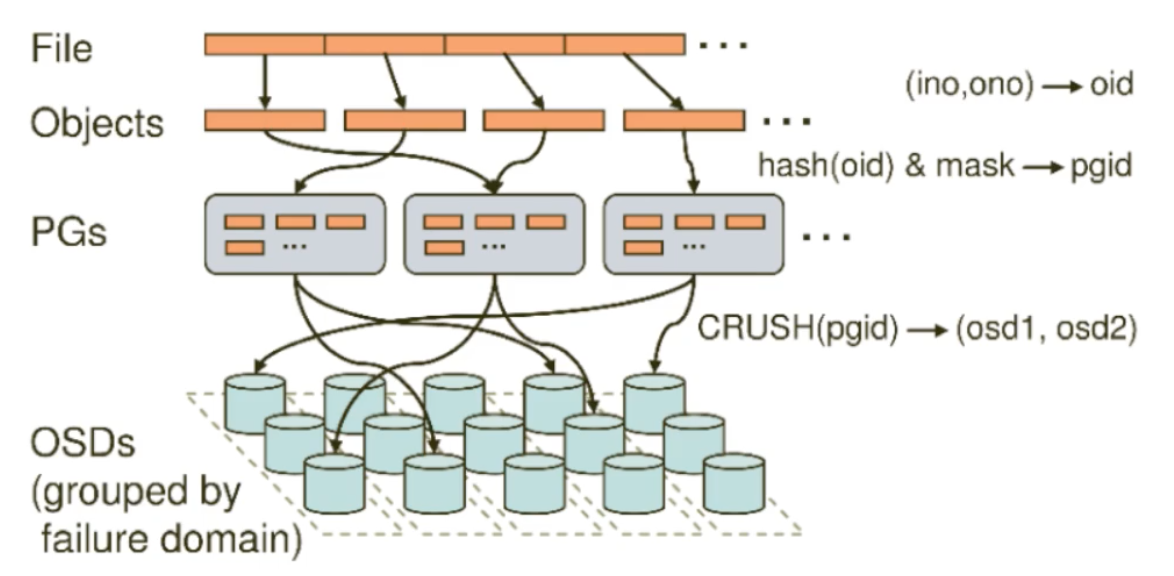 File
(ino,ono) → oid
Objects
hash(oid) & mask → pgid
PGs
CRUSH(pgid) → (osd1, osd2)
OSDs
(grouped by
failure domain)